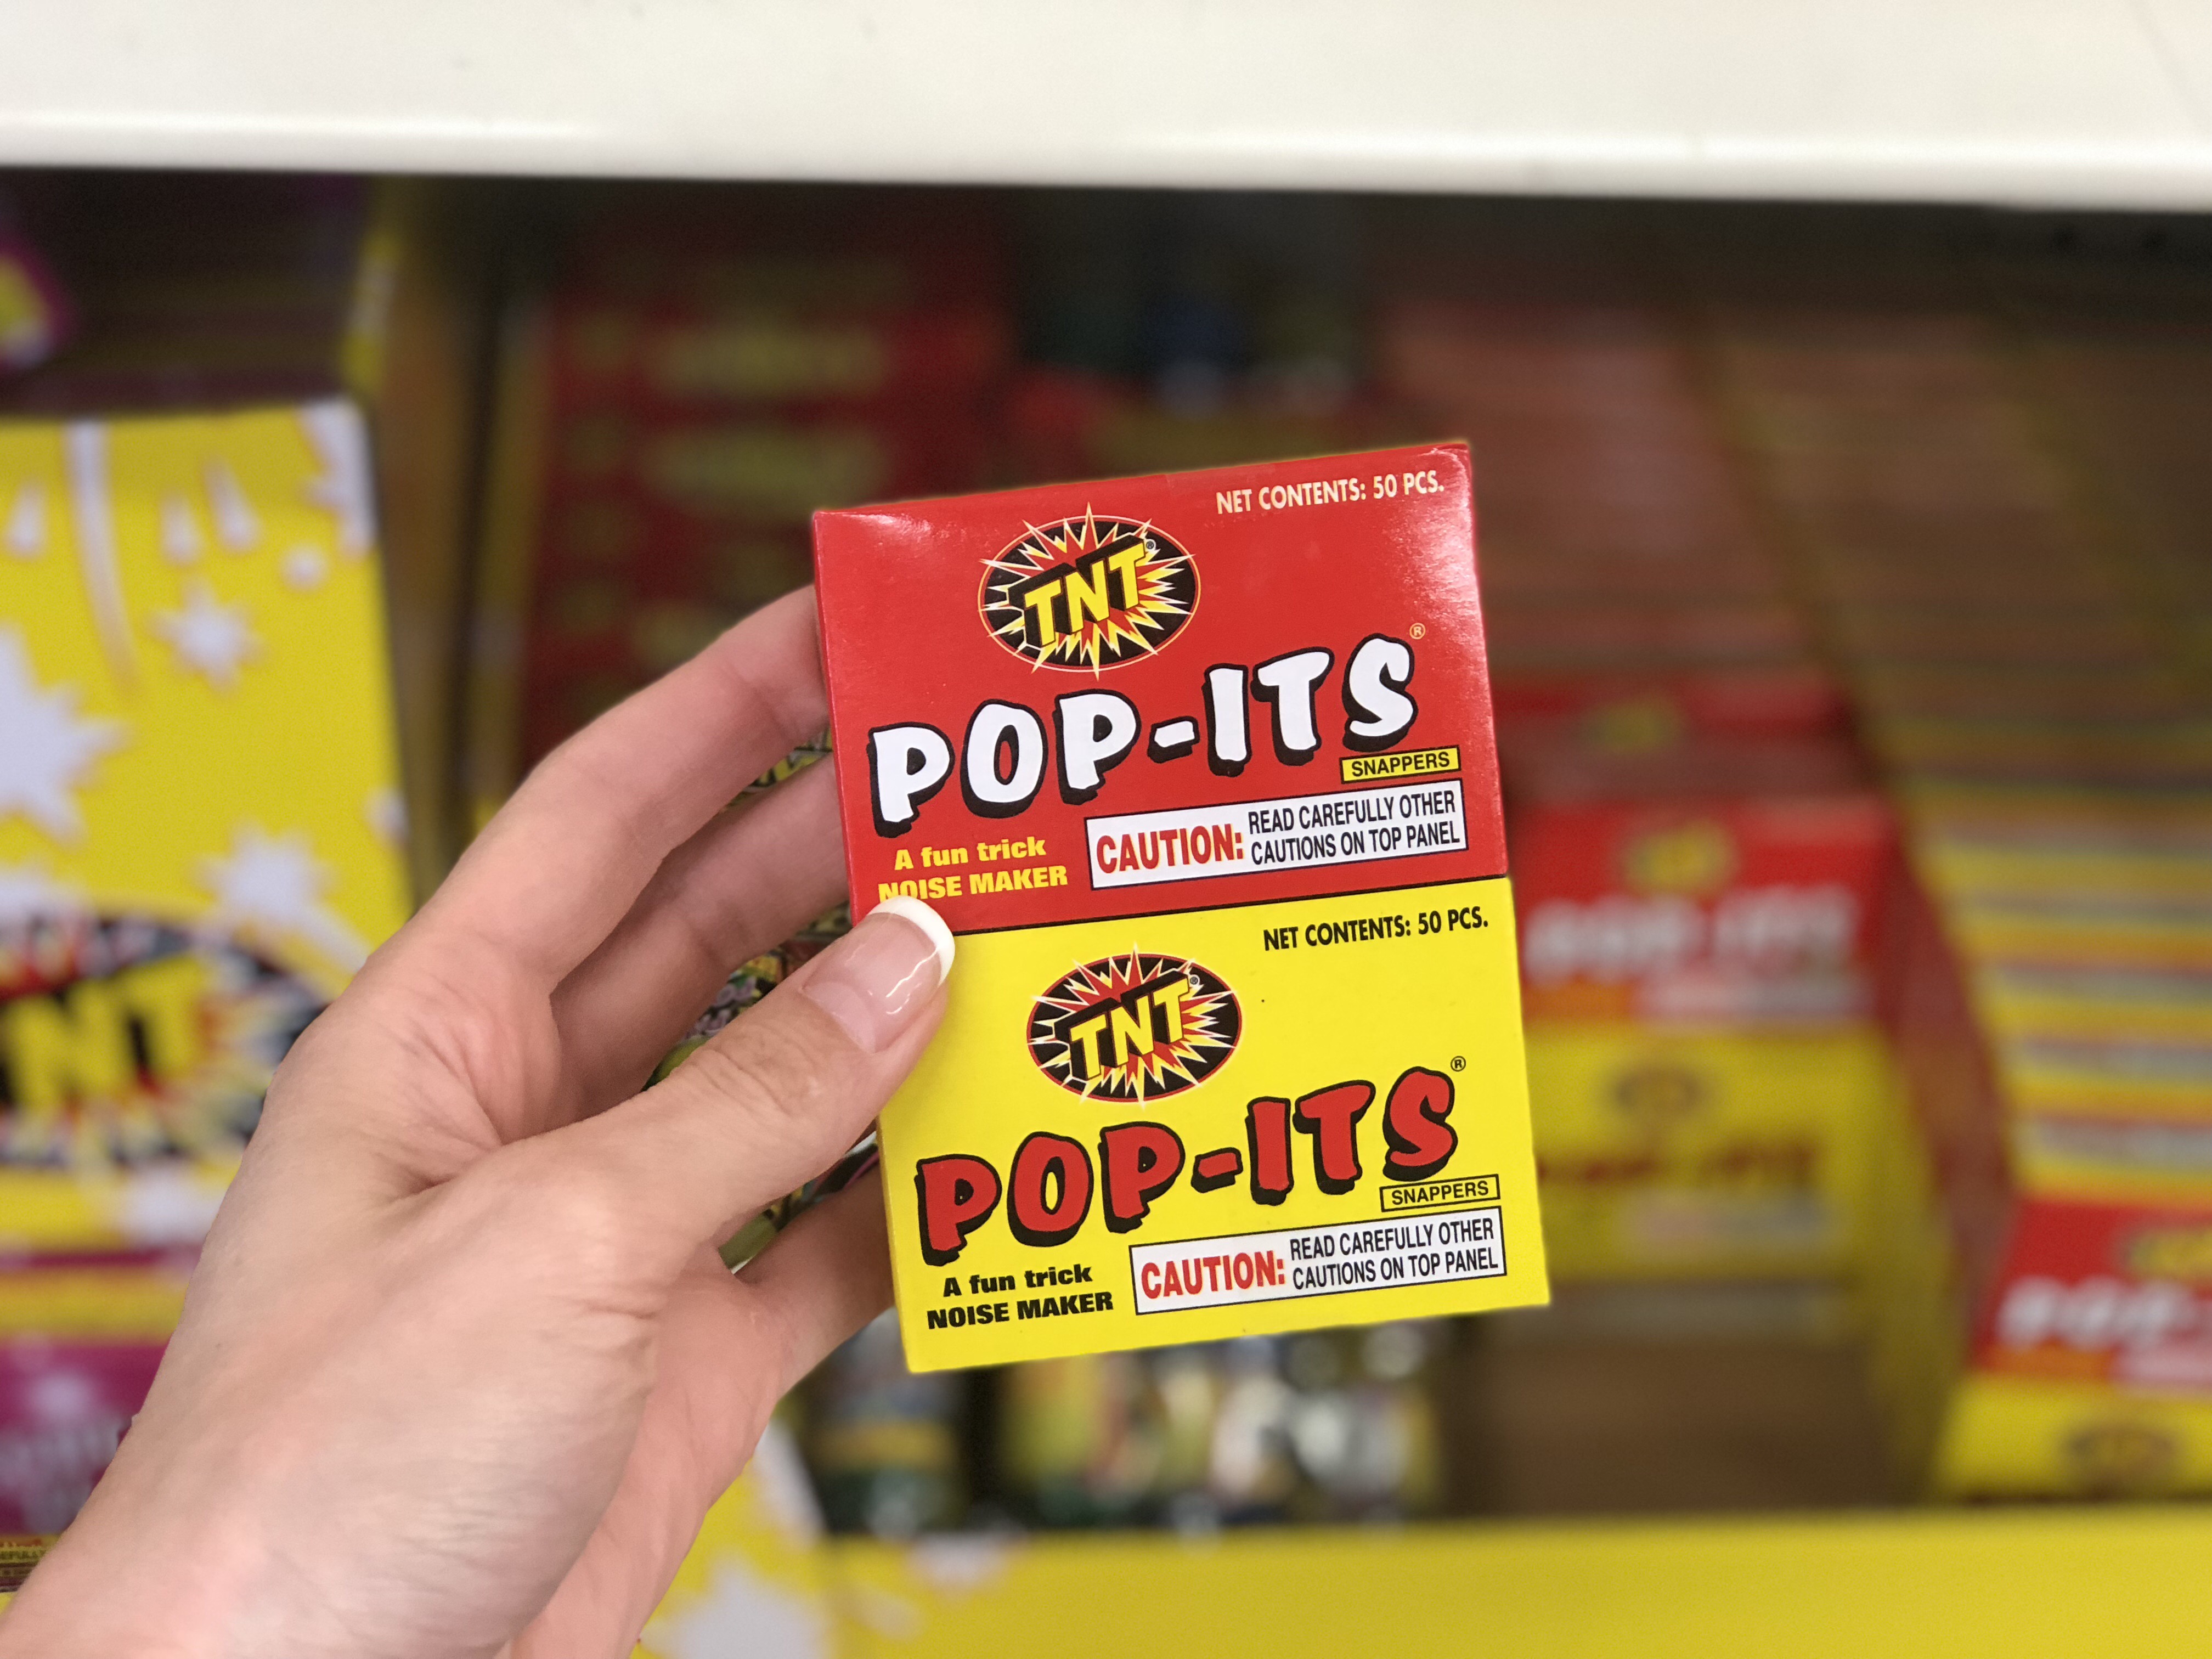 NET CONTENTS: 50 PCS.
TNT®
POP-ITS®
SNAPPERS
A fun trick
NOISE MAKER
CAUTION: READ CAREFULLY OTHER
CAUTIONS ON TOP PANEL
NET CONTENTS: 50 PCS.
TNT®
POP-ITS®
SNAPPERS
A fun trick
NOISE MAKER
CAUTION: READ CAREFULLY OTHER
CAUTIONS ON TOP PANEL